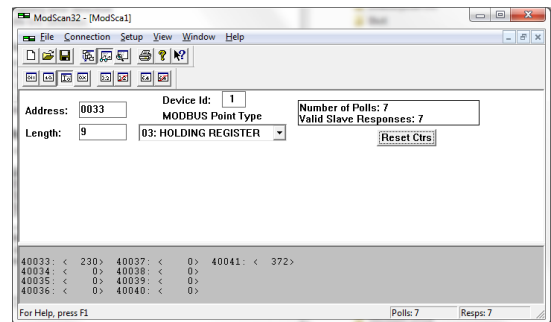 ModScan32 - [ModSca1]
File Connection Setup View Window Help
Address: 0033
Device Id: 1
MODBUS Point Type
Length: 9
03: HOLDING REGISTER
Number of Polls: 7
Valid Slave Responses: 7
Reset Ctrs
40033: < 230> 40037: < 0> 40041: < 372>
40034: < 0> 40038: < 0>
40035: < 0> 40039: < 0>
40036: < 0> 40040: < 0>
For Help, press F1
Polls: 7
Resps: 7